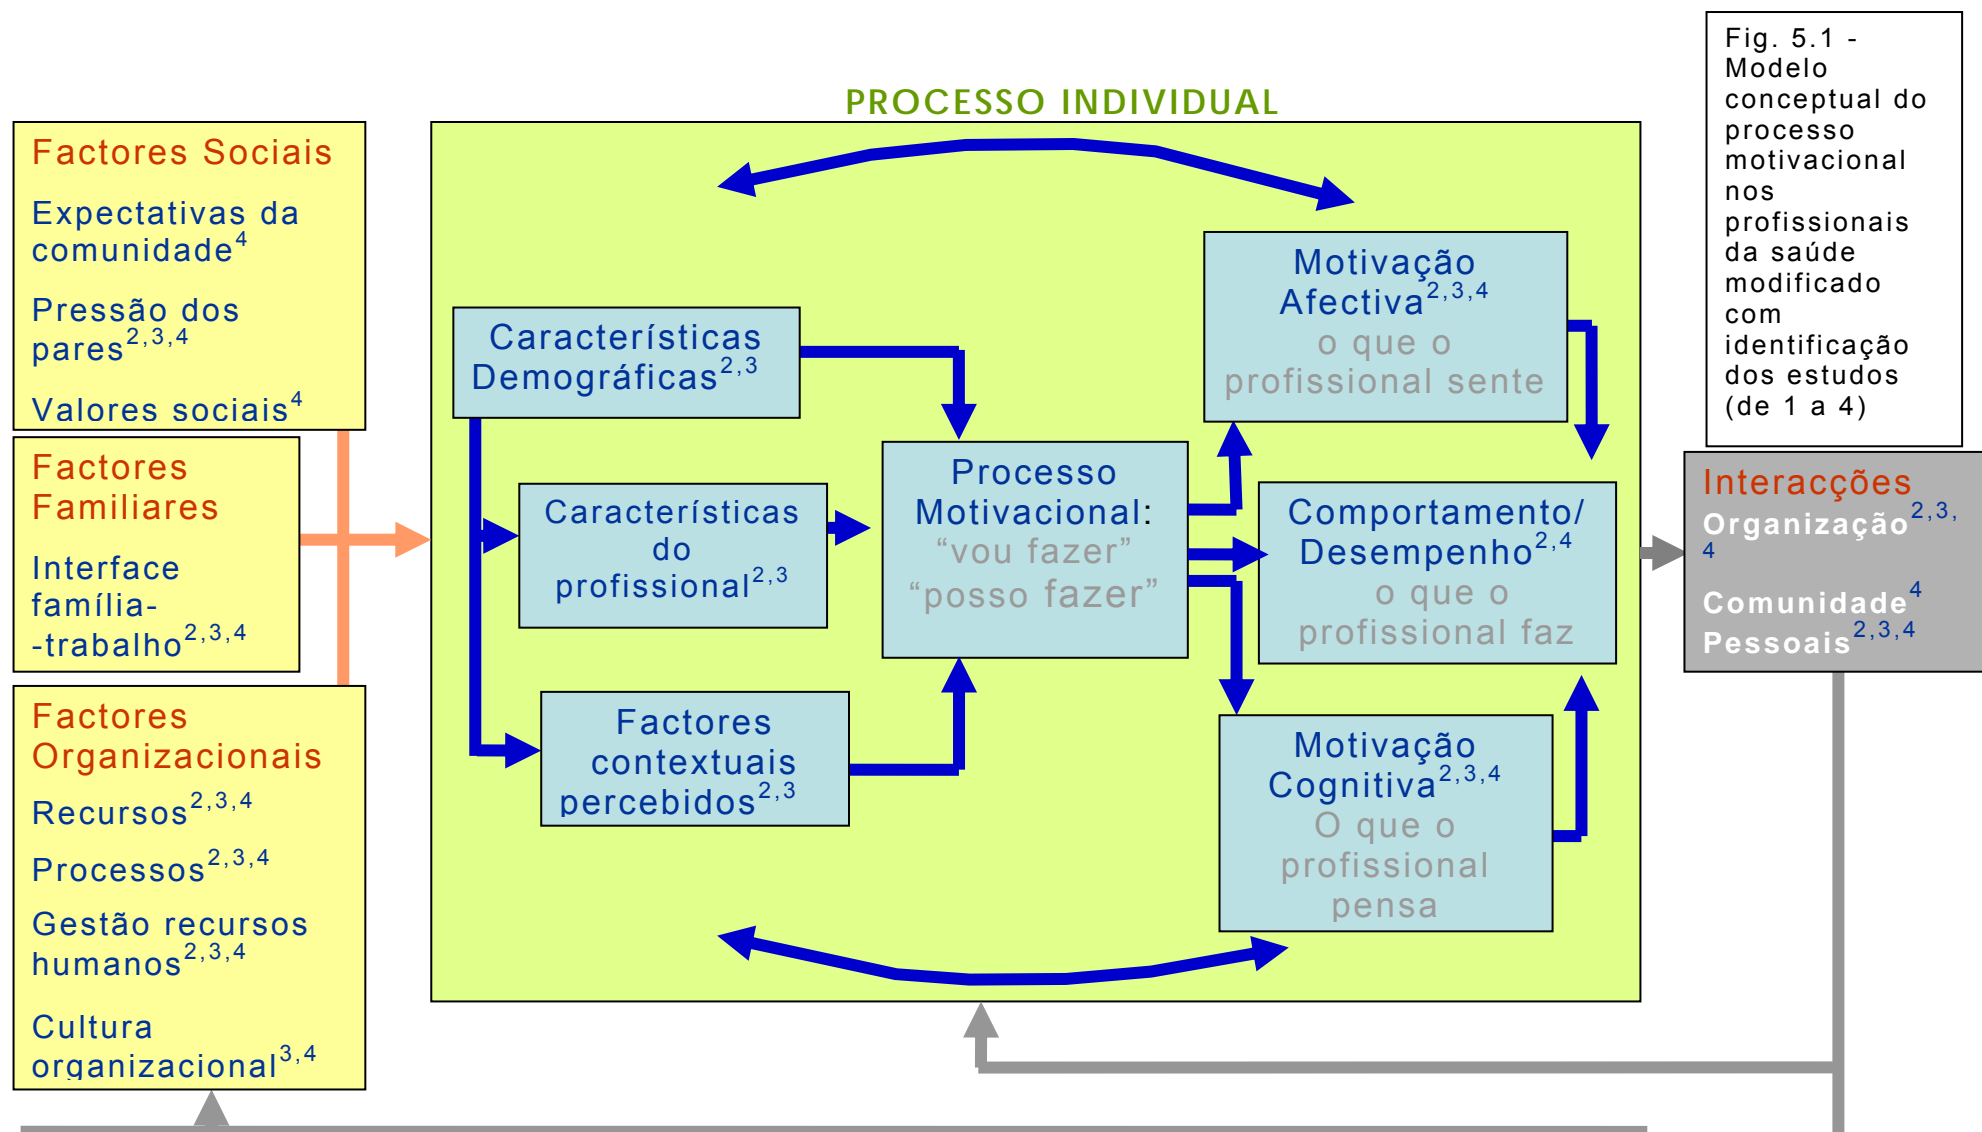 Fig. 5.1 -
Modelo
conceptual do
processo
motivacional
nos
profissionais
da saúde
modificado
com
identificação
dos estudos
(de 1 a 4)
PROCESSO INDIVIDUAL
Factores Sociais
Expectativas da
comunidade4
Pressão dos
pares2,3,4
Valores sociais4
Factores
Familiares
Interface
família-
-trabalho2,3,4
Factores
Organizacionais
Recursos2,3,4
Processos2,3,4
Gestão recursos
humanos2,3,4
Cultura
organizacional3,4
Características
Demográficas2,3
Características
do
profissional2,3
Factores
contextuais
percebidos2,3
Processo
Motivacional:
“vou fazer”
“posso fazer”
Motivação
Afectiva2,3,4
o que o
profissional sente
Comportamento/
Desempenho2,4
o que o
profissional faz
Motivação
Cognitiva2,3,4
O que o
profissional
pensa
Interacções
Organização2,3,
4
Comunidade4
Pessoais2,3,4